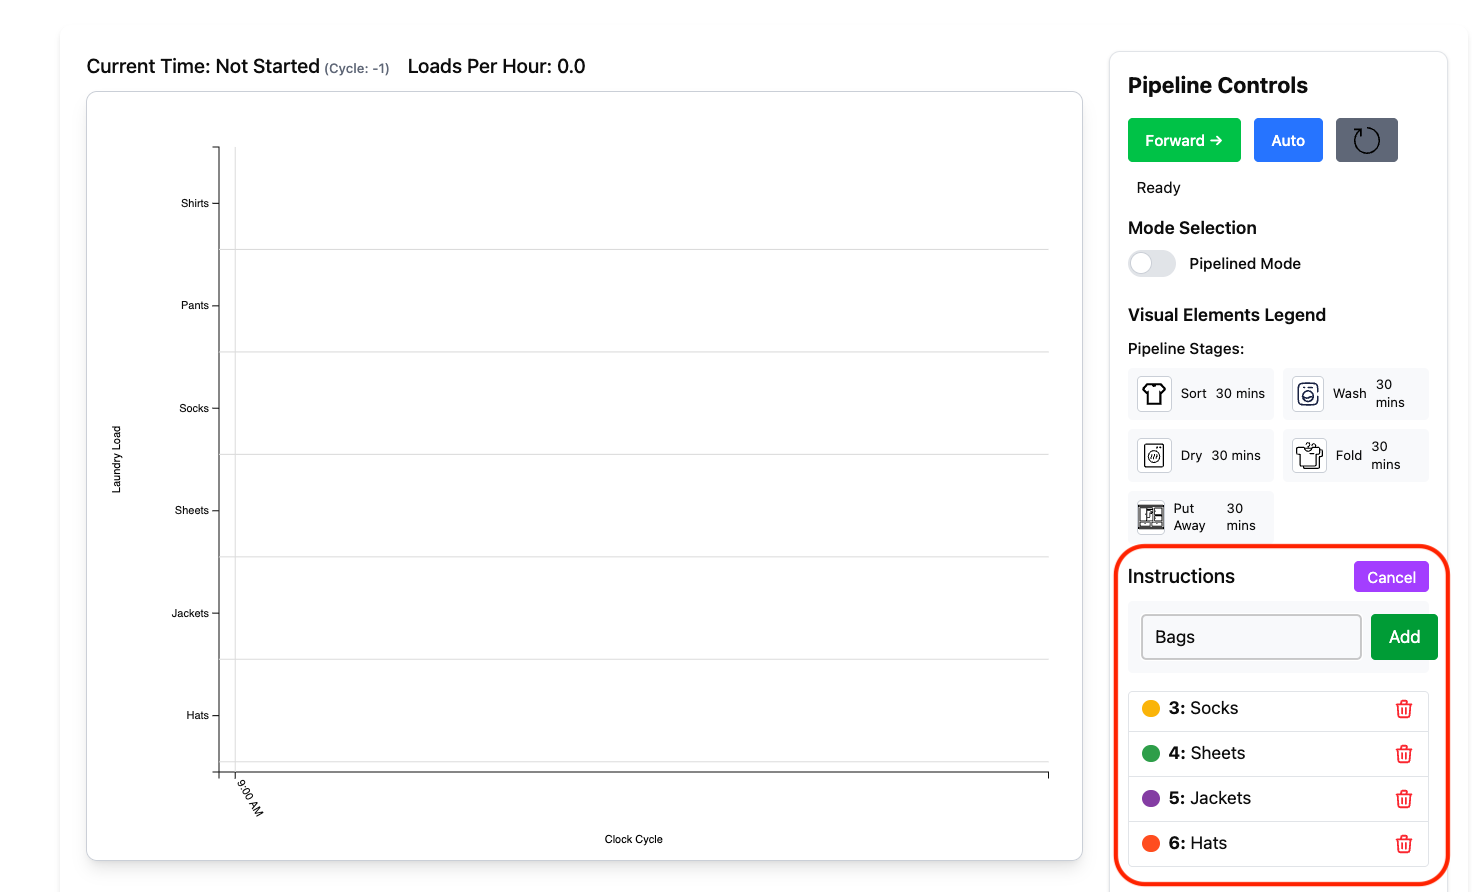 Current Time: Not Started (Cycle: -1) Loads Per Hour: 0.0
Shirts
Pants
Socks
Sheets
Jackets
Hats
Laundry Load
9:00 AM
Clock Cycle
Pipeline Controls
Forward → Auto
Ready
Mode Selection
Pipelined Mode
Visual Elements Legend
Pipeline Stages:
Sort 30 mins
Wash 30
mins
Dry 30 mins
Fold 30
mins
Put 30
Away mins
Instructions Cancel
Bags Add
3: Socks
4: Sheets
5: Jackets
6: Hats